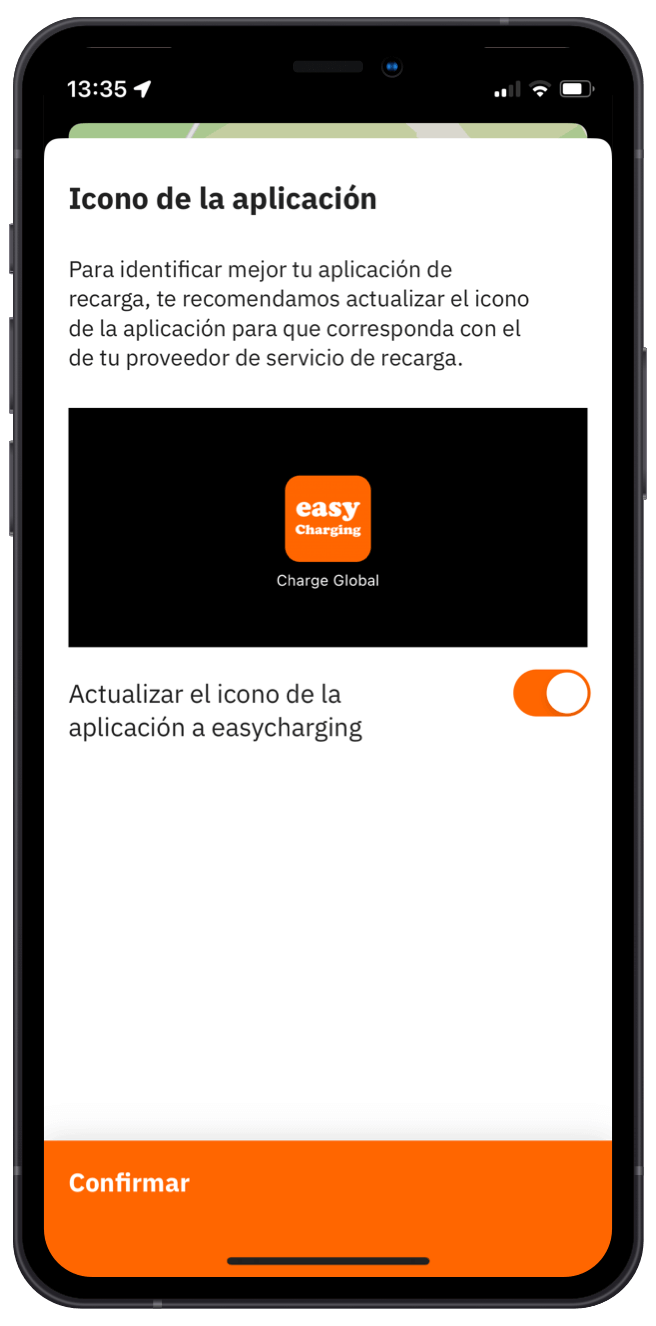 13:35
Icono de la aplicación
Para identificar mejor tu aplicación de
recarga, te recomendamos actualizar el icono
de la aplicación para que corresponda con el
de tu proveedor de servicio de recarga.
easy
Charging
Charge Global
Actualizar el icono de la
aplicación a easycharging
Confirmar